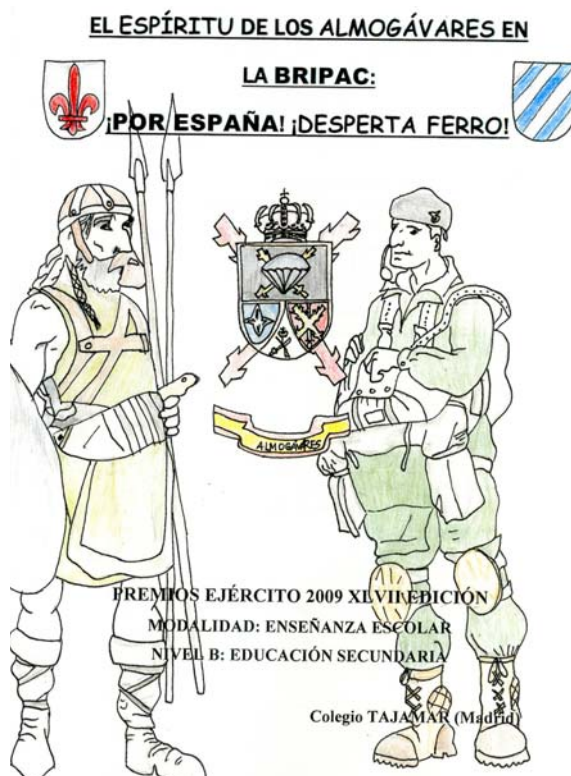 EL ESPÍRITU DE LOS ALMOGÁVARES EN
LA BRIPAC:
¡POR ESPAÑA! ¡DESPERTA FERRO!
ALMOGÁVARES
PREMIOS EJÉRCITO 2009 XLVII EDICIÓN
MODALIDAD: ENSEÑANZA ESCOLAR
NIVEL B: EDUCACIÓN SECUNDARIA
Colegio TAJAMAR (Madrid)